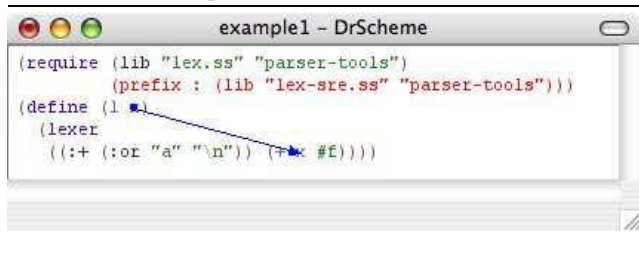 example1 – DrScheme
(require (lib "lex.ss" "parser-tools")
(prefix : (lib "lex-sre.ss" "parser-tools")))
(define (l
(lexer
((:+ (:or "a" "\n")) (+ x #f))))